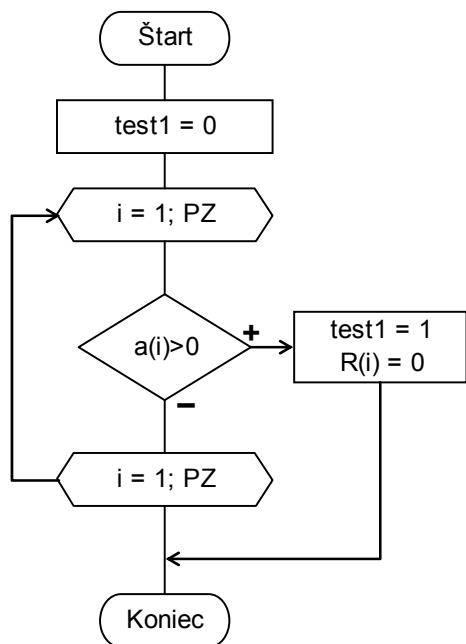 Štart
test1 = 0
i = 1; PZ
a(i)>0
+
test1 = 1
R(i) = 0
–
i = 1; PZ
Koniec